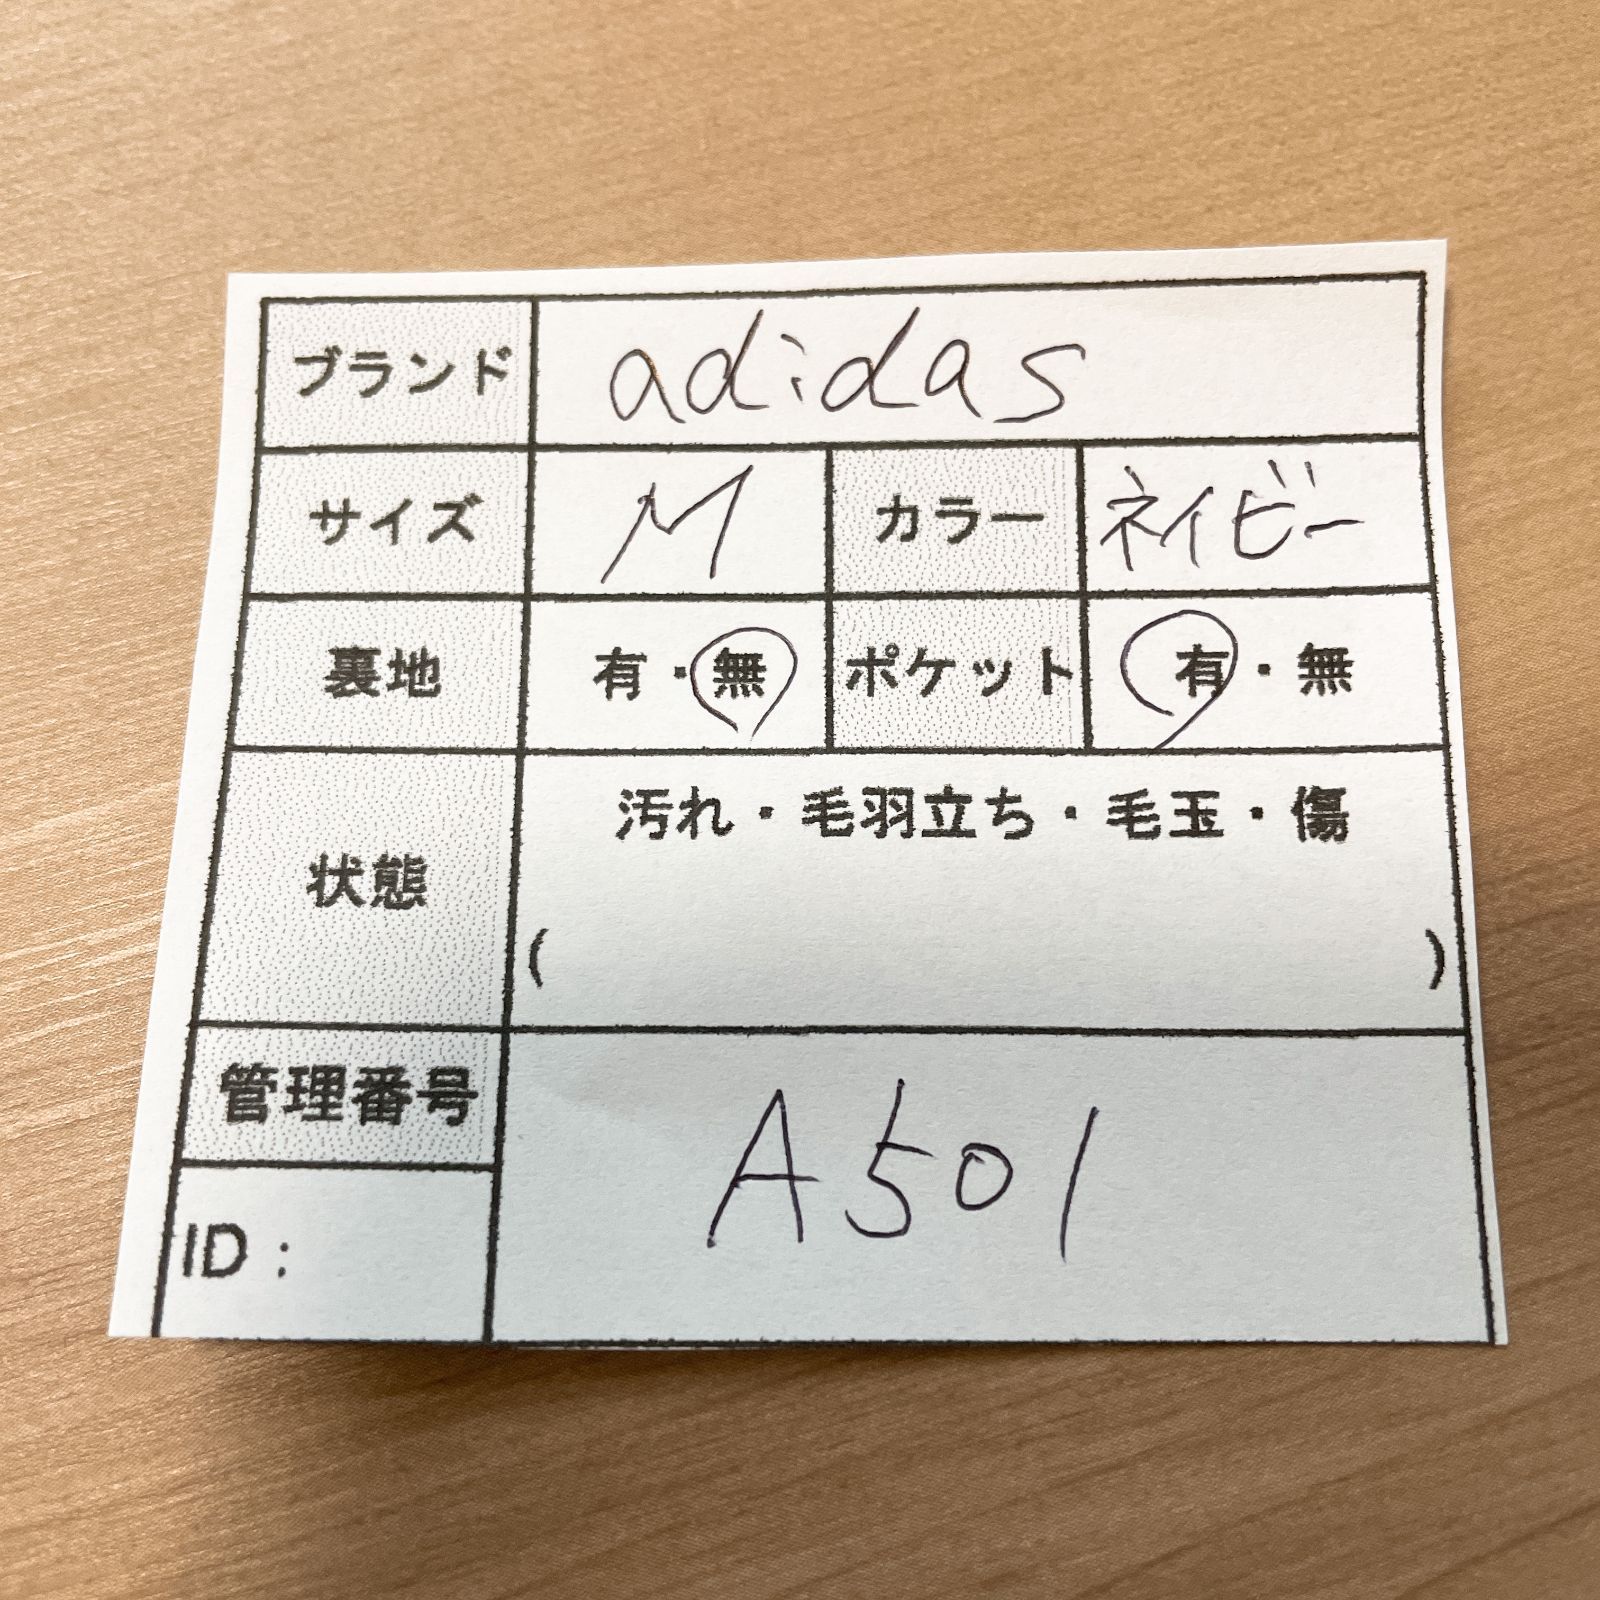 ブランド adidas
サイズ M カラー ネイビー
裏地 有・無 ポケット 有・無
状態 汚れ・毛羽立ち・毛玉・傷
( )
管理番号 A501
ID: